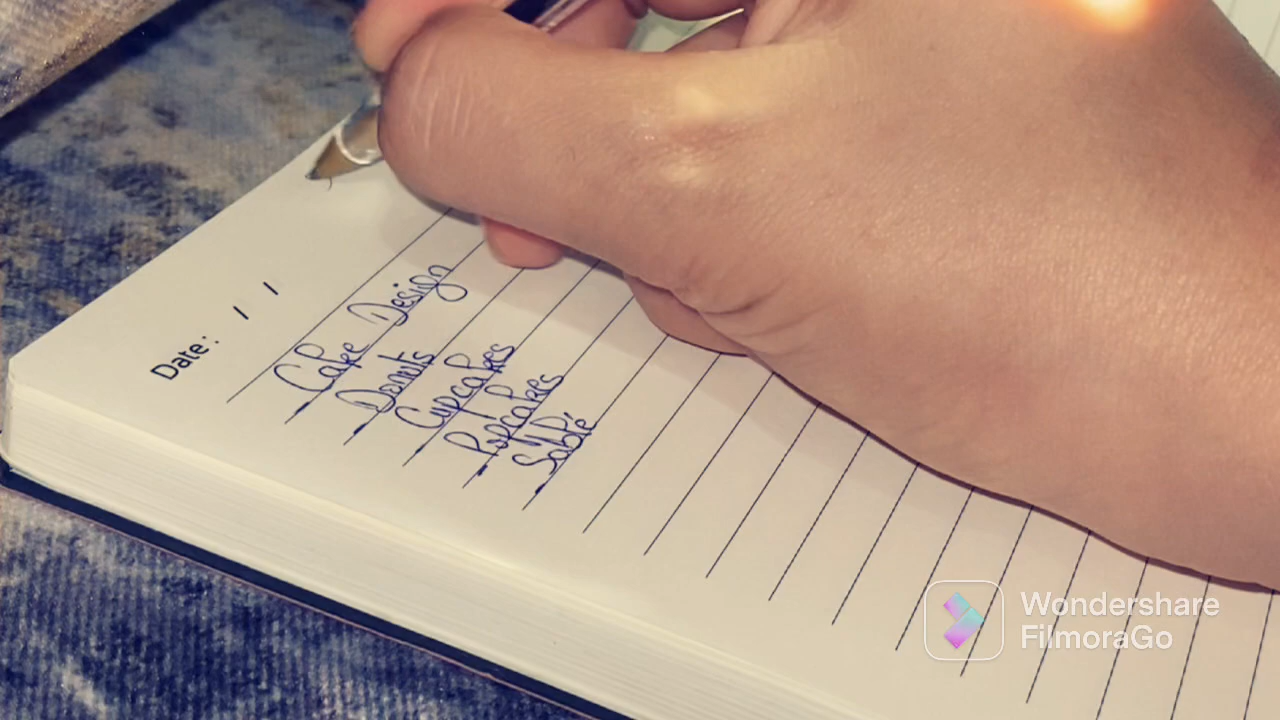 Date: / /
- Cake Design
- Donuts
- Cupcakes
- Popcakes
- Sablé
Wondershare
FilmoraGo